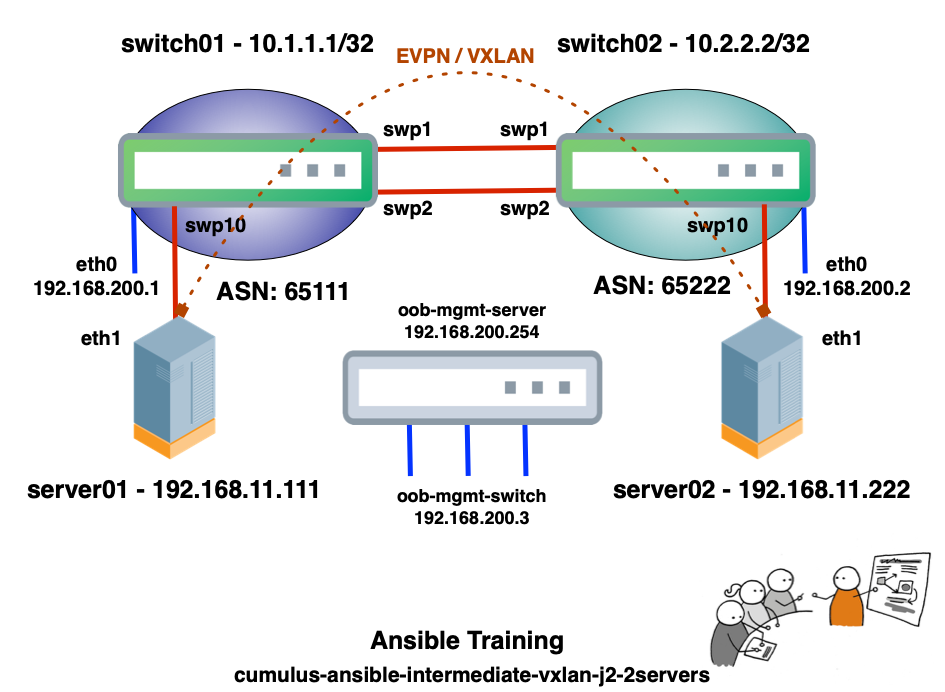 switch01 - 10.1.1.1/32
switch02 - 10.2.2.2/32
EVPN / VXLAN
swp1
swp1
swp2
swp2
swp10
swp10
eth0
192.168.200.1
ASN: 65111
ASN: 65222
eth0
192.168.200.2
oob-mgmt-server
192.168.200.254
eth1
eth1
server01 - 192.168.11.111
oob-mgmt-switch
192.168.200.3
server02 - 192.168.11.222
Ansible Training
cumulus-ansible-intermediate-vxlan-j2-2servers